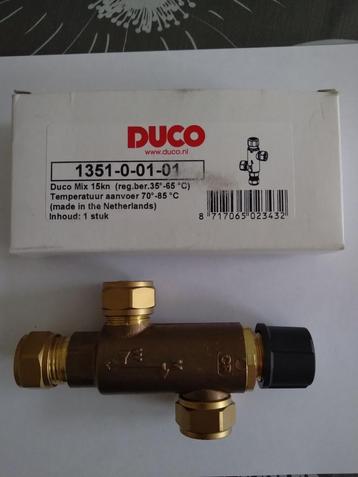 DUCO
www.duco.nl
1351-0-01-01
Duco Mix 15kn (reg.ber.35°-65 °C)
Temperatuur aanvoer 70°-85 °C
(made in the Netherlands)
Inhoud: 1 stuk
8 717065 023432